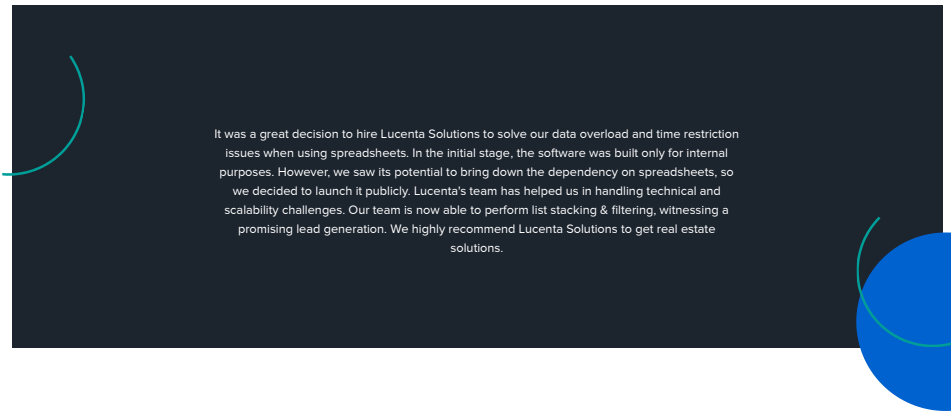 It was a great decision to hire Lucenta Solutions to solve our data overload and time restriction
issues when using spreadsheets. In the initial stage, the software was built only for internal
purposes. However, we saw its potential to bring down the dependency on spreadsheets, so
we decided to launch it publicly. Lucenta's team has helped us in handling technical and
scalability challenges. Our team is now able to perform list stacking & filtering, witnessing a
promising lead generation. We highly recommend Lucenta Solutions to get real estate
solutions.